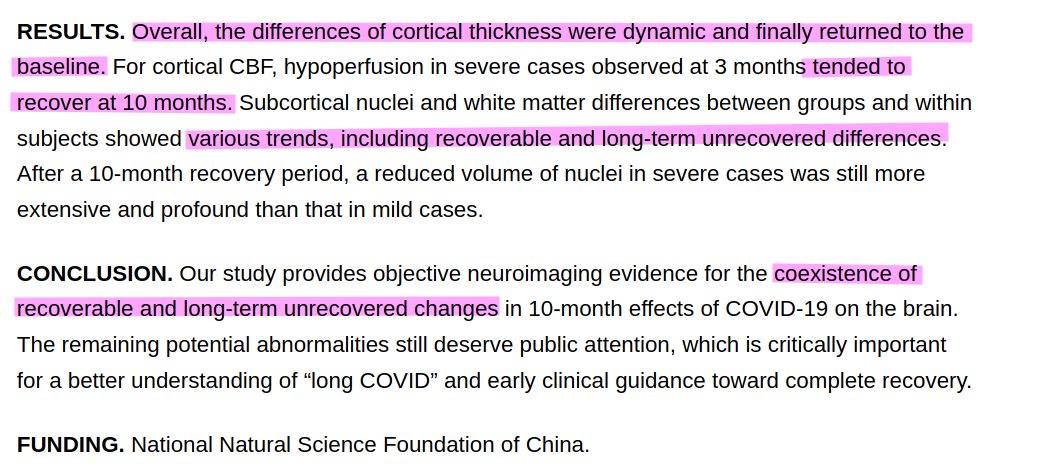 RESULTS. Overall, the differences of cortical thickness were dynamic and finally returned to the
baseline. For cortical CBF, hypoperfusion in severe cases observed at 3 months tended to
recover at 10 months. Subcortical nuclei and white matter differences between groups and within
subjects showed various trends, including recoverable and long-term unrecovered differences.
After a 10-month recovery period, a reduced volume of nuclei in severe cases was still more
extensive and profound than that in mild cases.
CONCLUSION. Our study provides objective neuroimaging evidence for the coexistence of
recoverable and long-term unrecovered changes in 10-month effects of COVID-19 on the brain.
The remaining potential abnormalities still deserve public attention, which is critically important
for a better understanding of “long COVID” and early clinical guidance toward complete recovery.
FUNDING. National Natural Science Foundation of China.